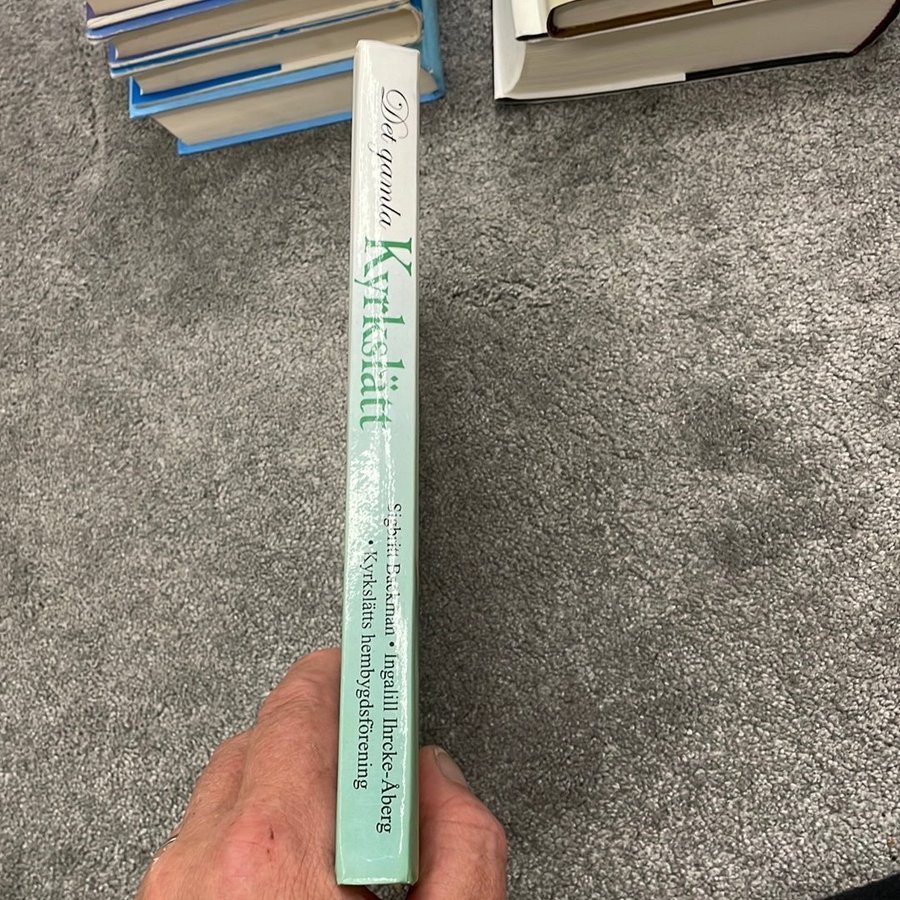 Det gamla Kyrkslätt
Sigbritt Backman • Ingalill Ihrcke-Åberg
• Kyrkslätts hembygdsförening